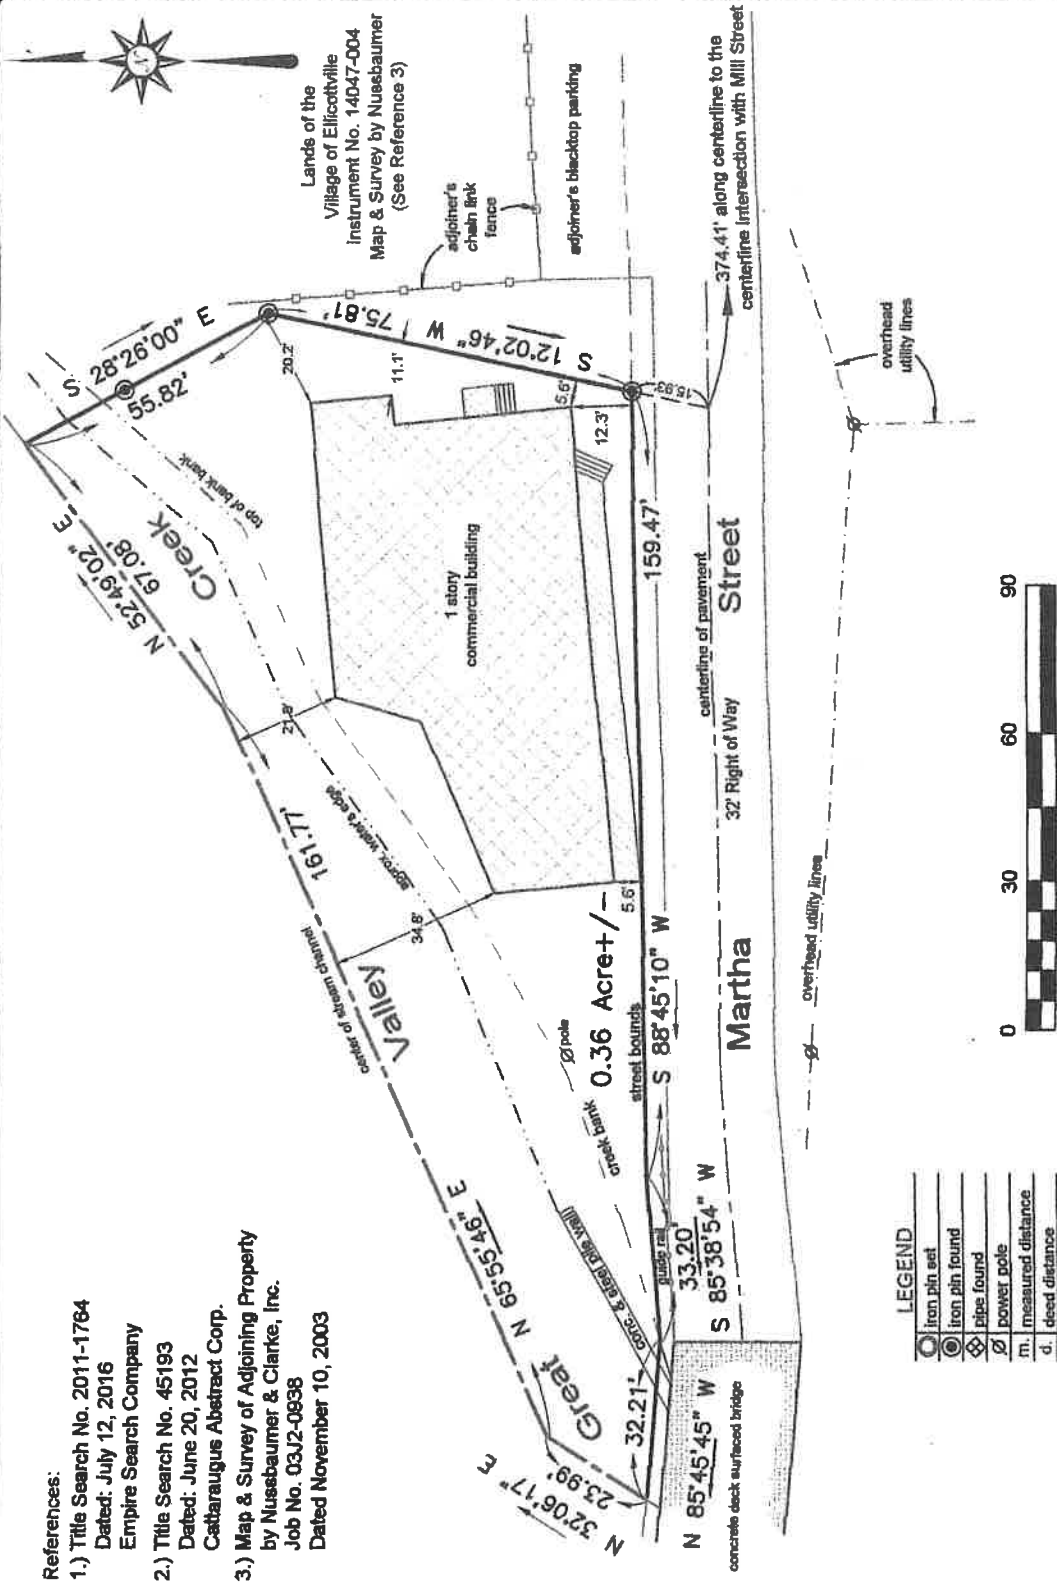 References:
1.) Title Search No. 2011-1764
Dated: July 12, 2016
Empire Search Company
2.) Title Search No. 45193
Dated: June 20, 2012
Cattaraugus Abstract Corp.
3.) Map & Survey of Adjoining Property
by Nussbaumer & Clarke, Inc.
Job No. 03J2-0938
Dated November 10, 2003
N
Lands of the
Village of Ellicottville
Instrument No. 14047-004
Map & Survey by Nussbaumer
(See Reference 3)
adjoiner's
chain link
fence
adjoiner's blacktop parking
S 28°26'00" E
55.82'
N 52°49'02" E
67.08'
Creek
top of bank
bank
20.2'
75.81'
S 12°02'46" W
11.1'
5.6'
12.3'
15.93'
1 story
commercial building
21.8'
161.77'
approx. water's edge
34.8'
center of stream channel
Valley
N 65°55'46" E
Great
N 32°06'17" E
23.99'
pole
creek bank
0.36 Acre+/-
5.6'
street bounds
S 88°45'10" W
159.47'
conc. & steel pile wall
guide rail
32.21'
33.20'
S 85°38'54" W
N 85°45'45" W
concrete deck surfaced bridge
Martha Street
32' Right of Way
centerline of pavement
374.41' along centerline to the
centerline intersection with Mill Street
overhead utility lines
overhead
utility lines
LEGEND
iron pin set
iron pin found
pipe found
power pole
m. measured distance
d. deed distance
0 30 60 90